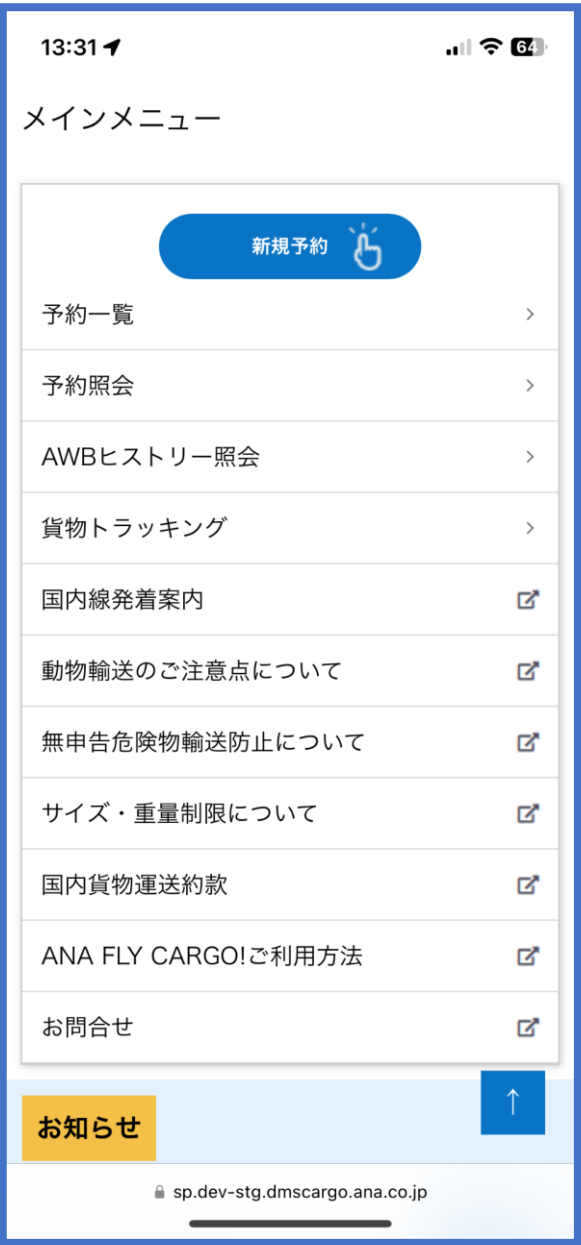 13:31
64
メインメニュー
新規予約
予約一覧
予約照会
AWBヒストリー照会
貨物トラッキング
国内線発着案内
動物輸送のご注意点について
無申告危険物輸送防止について
サイズ・重量制限について
国内貨物運送約款
ANA FLY CARGO!ご利用方法
お問合せ
↑
お知らせ
sp.dev-stg.dmscargo.ana.co.jp